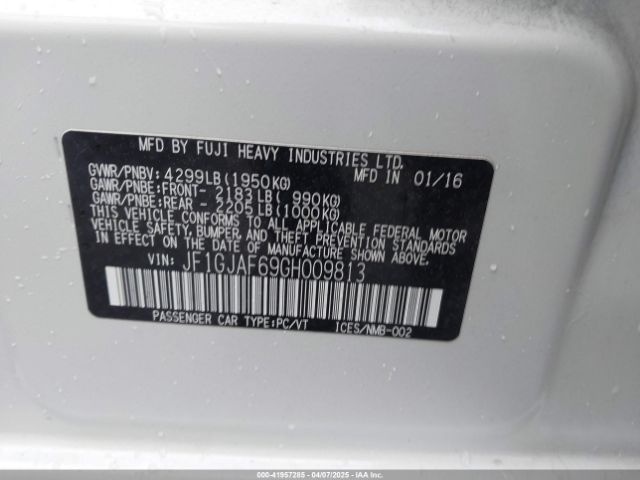 MFD BY FUJI HEAVY INDUSTRIES LTD.
GVWR/PNBV: 4299LB(1950KG) MFD IN 01/16
GAWR/PNBE:FRONT- 2183LB( 990KG)
GAWR/PNBE:REAR - 2205LB(1000KG)
THIS VEHICLE CONFORMS TO ALL APPLICABLE FEDERAL MOTOR
VEHICLE SAFETY, BUMPER, AND THEFT PREVENTION STANDARDS
IN EFFECT ON THE DATE OF MANUFACTURE SHOWN ABOVE.
VIN: JF1GJAF69GH009813
PASSENGER CAR TYPE:PC/VT ICES/NMB-002
000-41957285 - 04/07/2025 - IAAI.COM